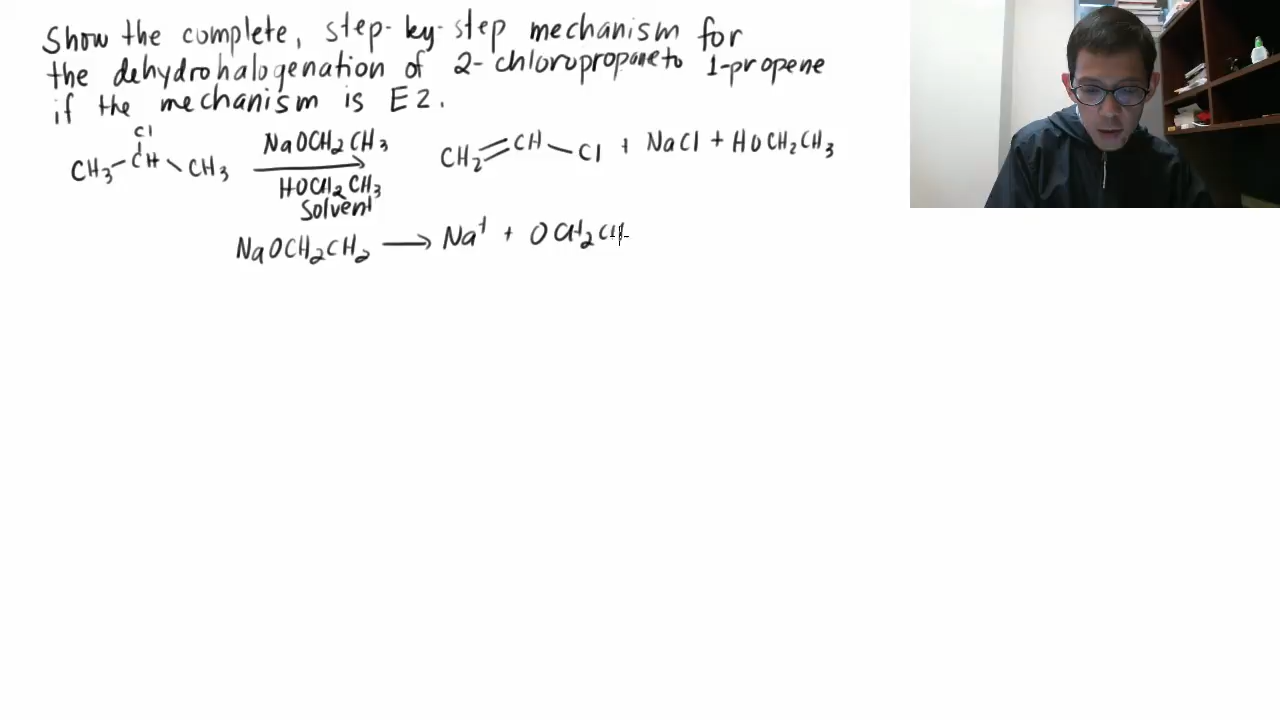 Show the complete, step-by-step mechanism for
the dehydrohalogenation of 2-chloropropane to 1-propene
if the mechanism is E2.
Cl
CH3-CH-CH3 NaOCH2CH3 CH2=CH-Cl + NaCl + HOCH2CH3
HOCH2CH3
Solvent
NaOCH2CH2 → Na+ + OCH2CH